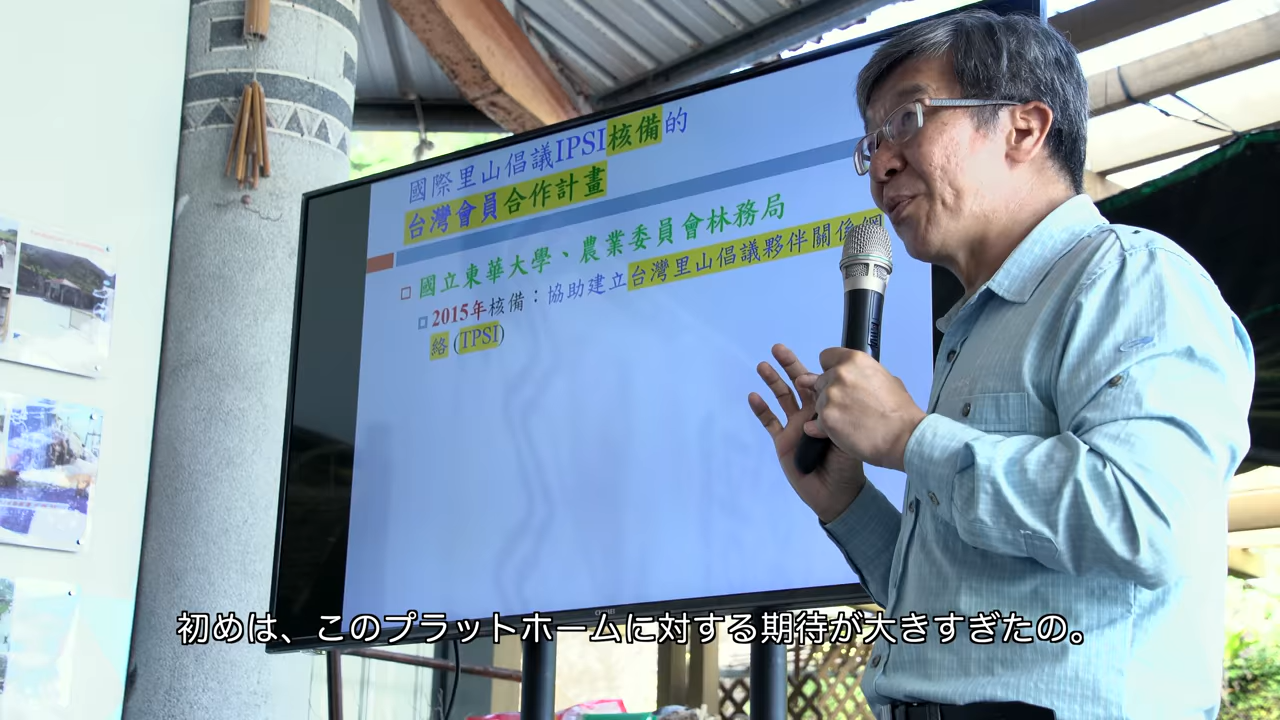 國際里山倡議IPSI核備的
台灣會員合作計畫
國立東華大學、農業委員會林務局
2015年核備：協助建立台灣里山倡議夥伴關係網
絡 (TPSI)
初めは、このプラットホームに対する期待が大きすぎたの。